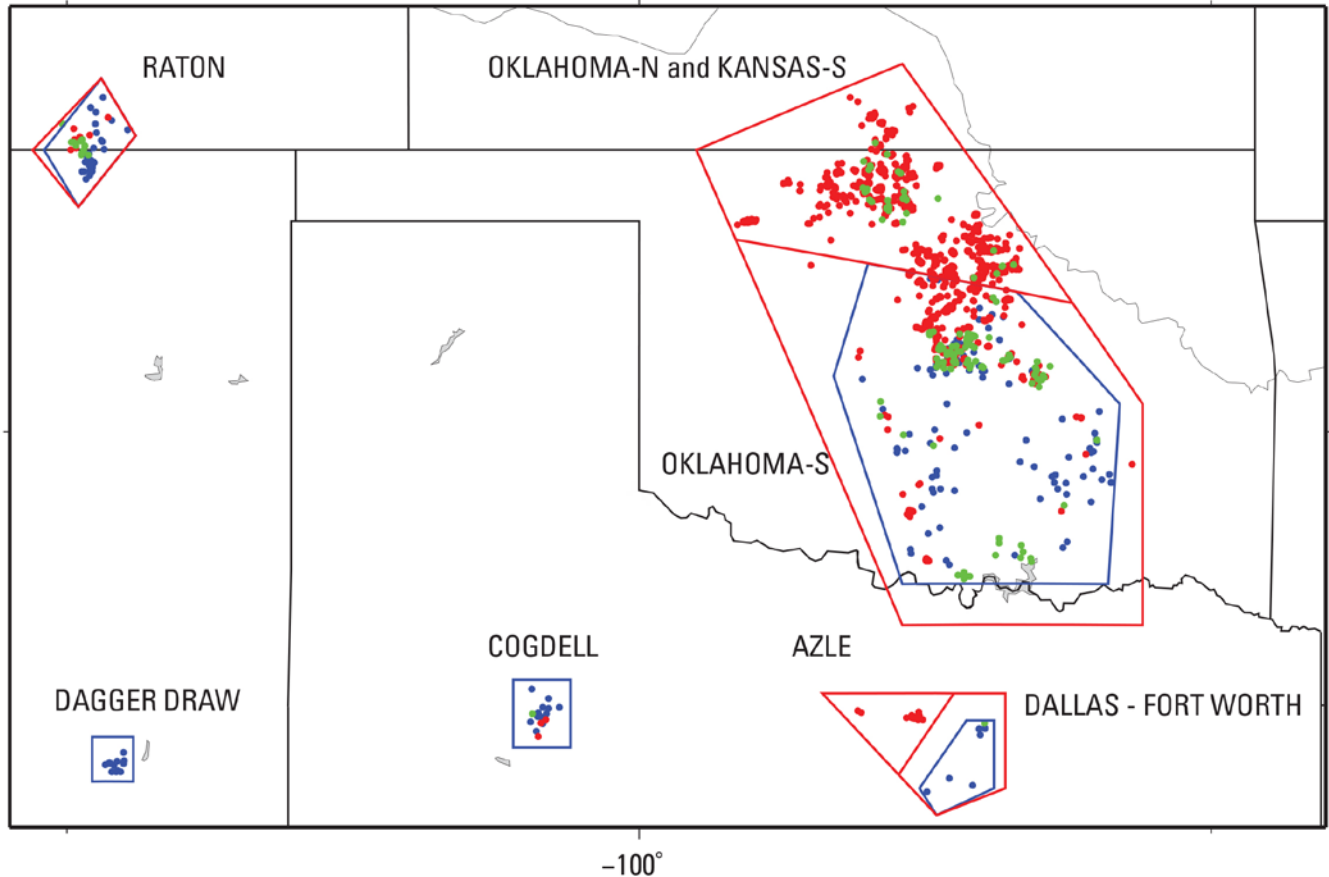 RATON
OKLAHOMA-N and KANSAS-S
OKLAHOMA-S
COGDELL
AZLE
DAGGER DRAW
DALLAS - FORT WORTH
−100°